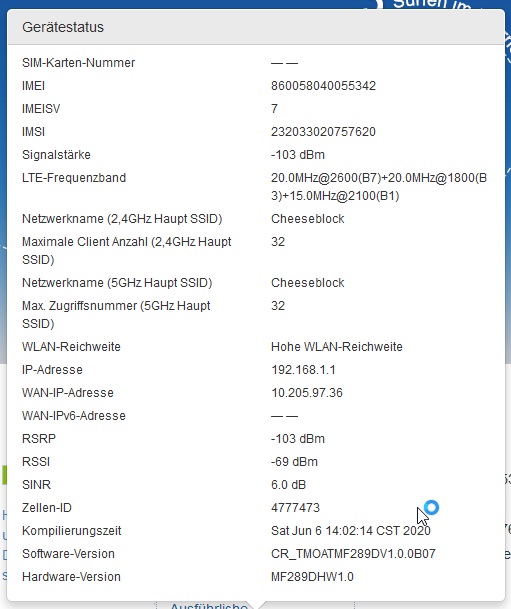 Surfen im
Gerätestatus
SIM-Karten-Nummer — —
IMEI 860058040055342
IMEISV 7
IMSI 232033020757620
Signalstärke -103 dBm
LTE-Frequenzband 20.0MHz@2600(B7)+20.0MHz@1800(B
3)+15.0MHz@2100(B1)
Netzwerkname (2,4GHz Haupt SSID) Cheeseblock
Maximale Client Anzahl (2,4GHz Haupt 32
SSID)
Netzwerkname (5GHz Haupt SSID) Cheeseblock
Max. Zugriffsnummer (5GHz Haupt 32
SSID)
WLAN-Reichweite Hohe WLAN-Reichweite
IP-Adresse 192.168.1.1
WAN-IP-Adresse 10.205.97.36
WAN-IPv6-Adresse — —
RSRP -103 dBm
RSSI -69 dBm
SINR 6.0 dB
Zellen-ID 4777473
Kompilierungszeit Sat Jun 6 14:02:14 CST 2020
Software-Version CR_TMOATMF289DV1.0.0B07
Hardware-Version MF289DHW1.0
Ausführliche